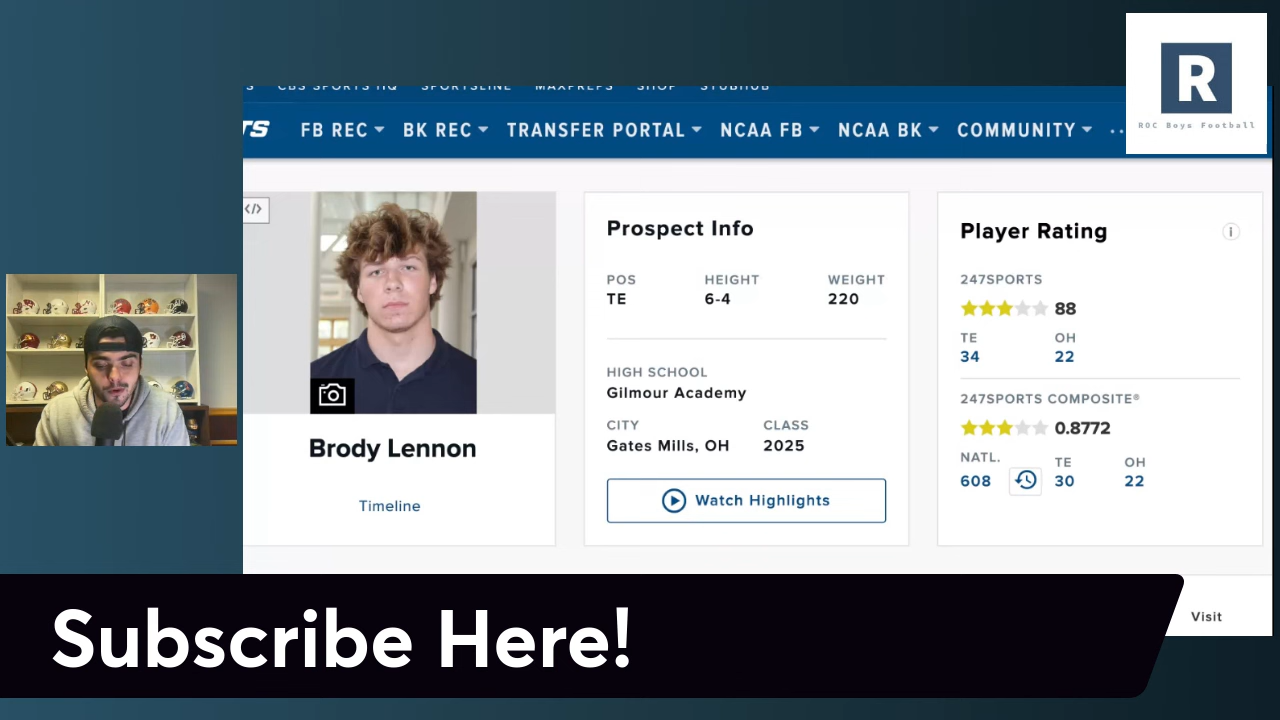 S CBS SPORTS HQ SPORTSLINE MAXPREPS SHOP STUBHUB
TS FB REC BK REC TRANSFER PORTAL NCAA FB NCAA BK COMMUNITY ..
R
ROC Boys Football
</>
Brody Lennon
Timeline
Prospect Info
POS HEIGHT WEIGHT
TE 6-4 220
HIGH SCHOOL
Gilmour Academy
CITY CLASS
Gates Mills, OH 2025
Watch Highlights
Player Rating
247SPORTS
88
TE OH
34 22
247SPORTS COMPOSITE®
0.8772
NATL. TE OH
608 30 22
Visit
Subscribe Here!